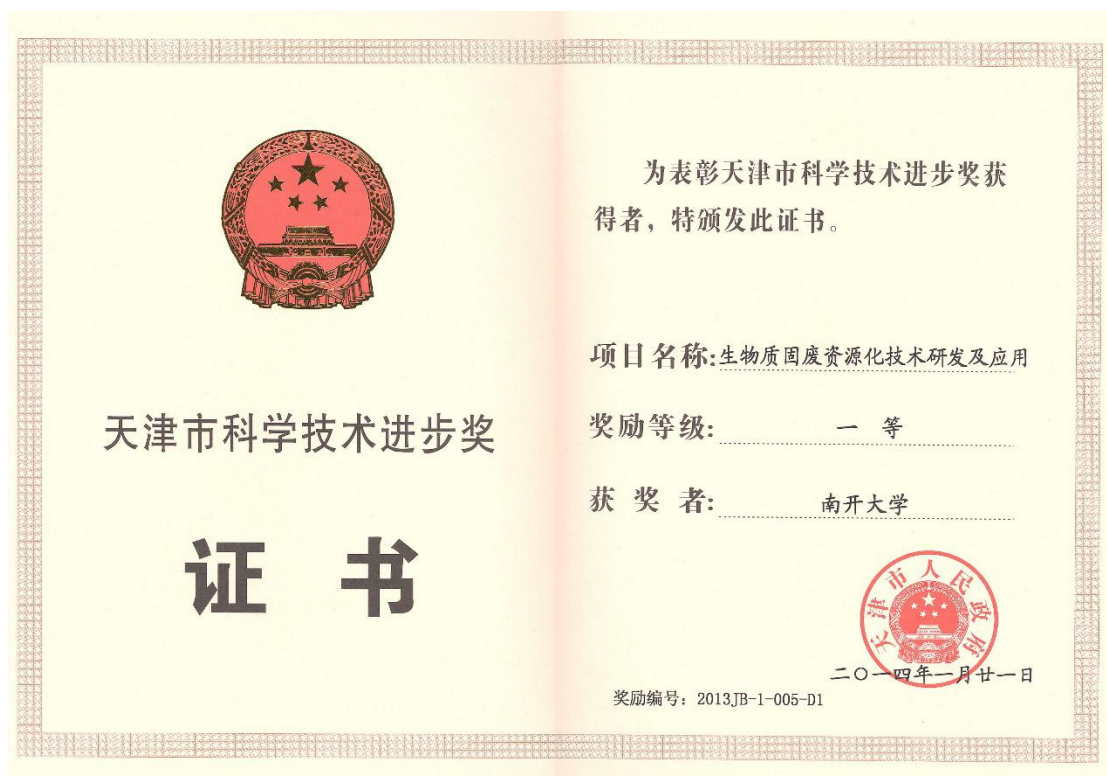 天津市科学技术进步奖
证书
为表彰天津市科学技术进步奖获
得者，特颁发此证书。
项目名称:生物质固废资源化技术研发及应用
奖励等级:一等
获奖者:南开大学
天津市人民政府
二〇一四年一月廿一日
奖励编号：2013JB-1-005-D1